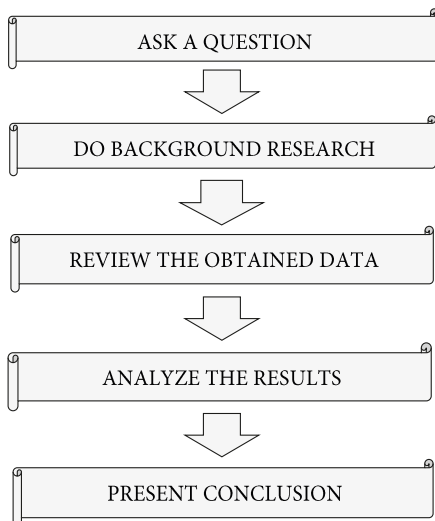 ASK A QUESTION
DO BACKGROUND RESEARCH
REVIEW THE OBTAINED DATA
ANALYZE THE RESULTS
PRESENT CONCLUSION